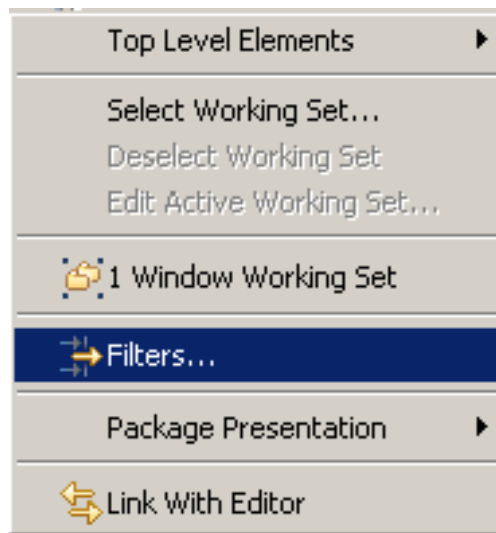 Top Level Elements
Select Working Set...
Deselect Working Set
Edit Active Working Set...
1 Window Working Set
Filters...
Package Presentation
Link With Editor